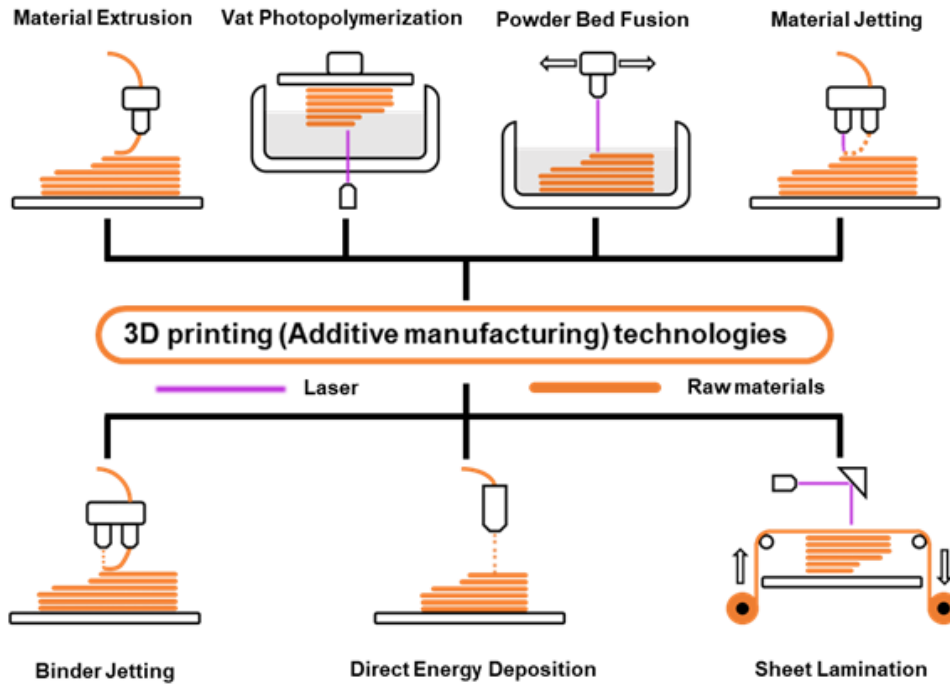 Material Extrusion
Vat Photopolymerization
Powder Bed Fusion
Material Jetting
3D printing (Additive manufacturing) technologies
Laser
Raw materials
Binder Jetting
Direct Energy Deposition
Sheet Lamination